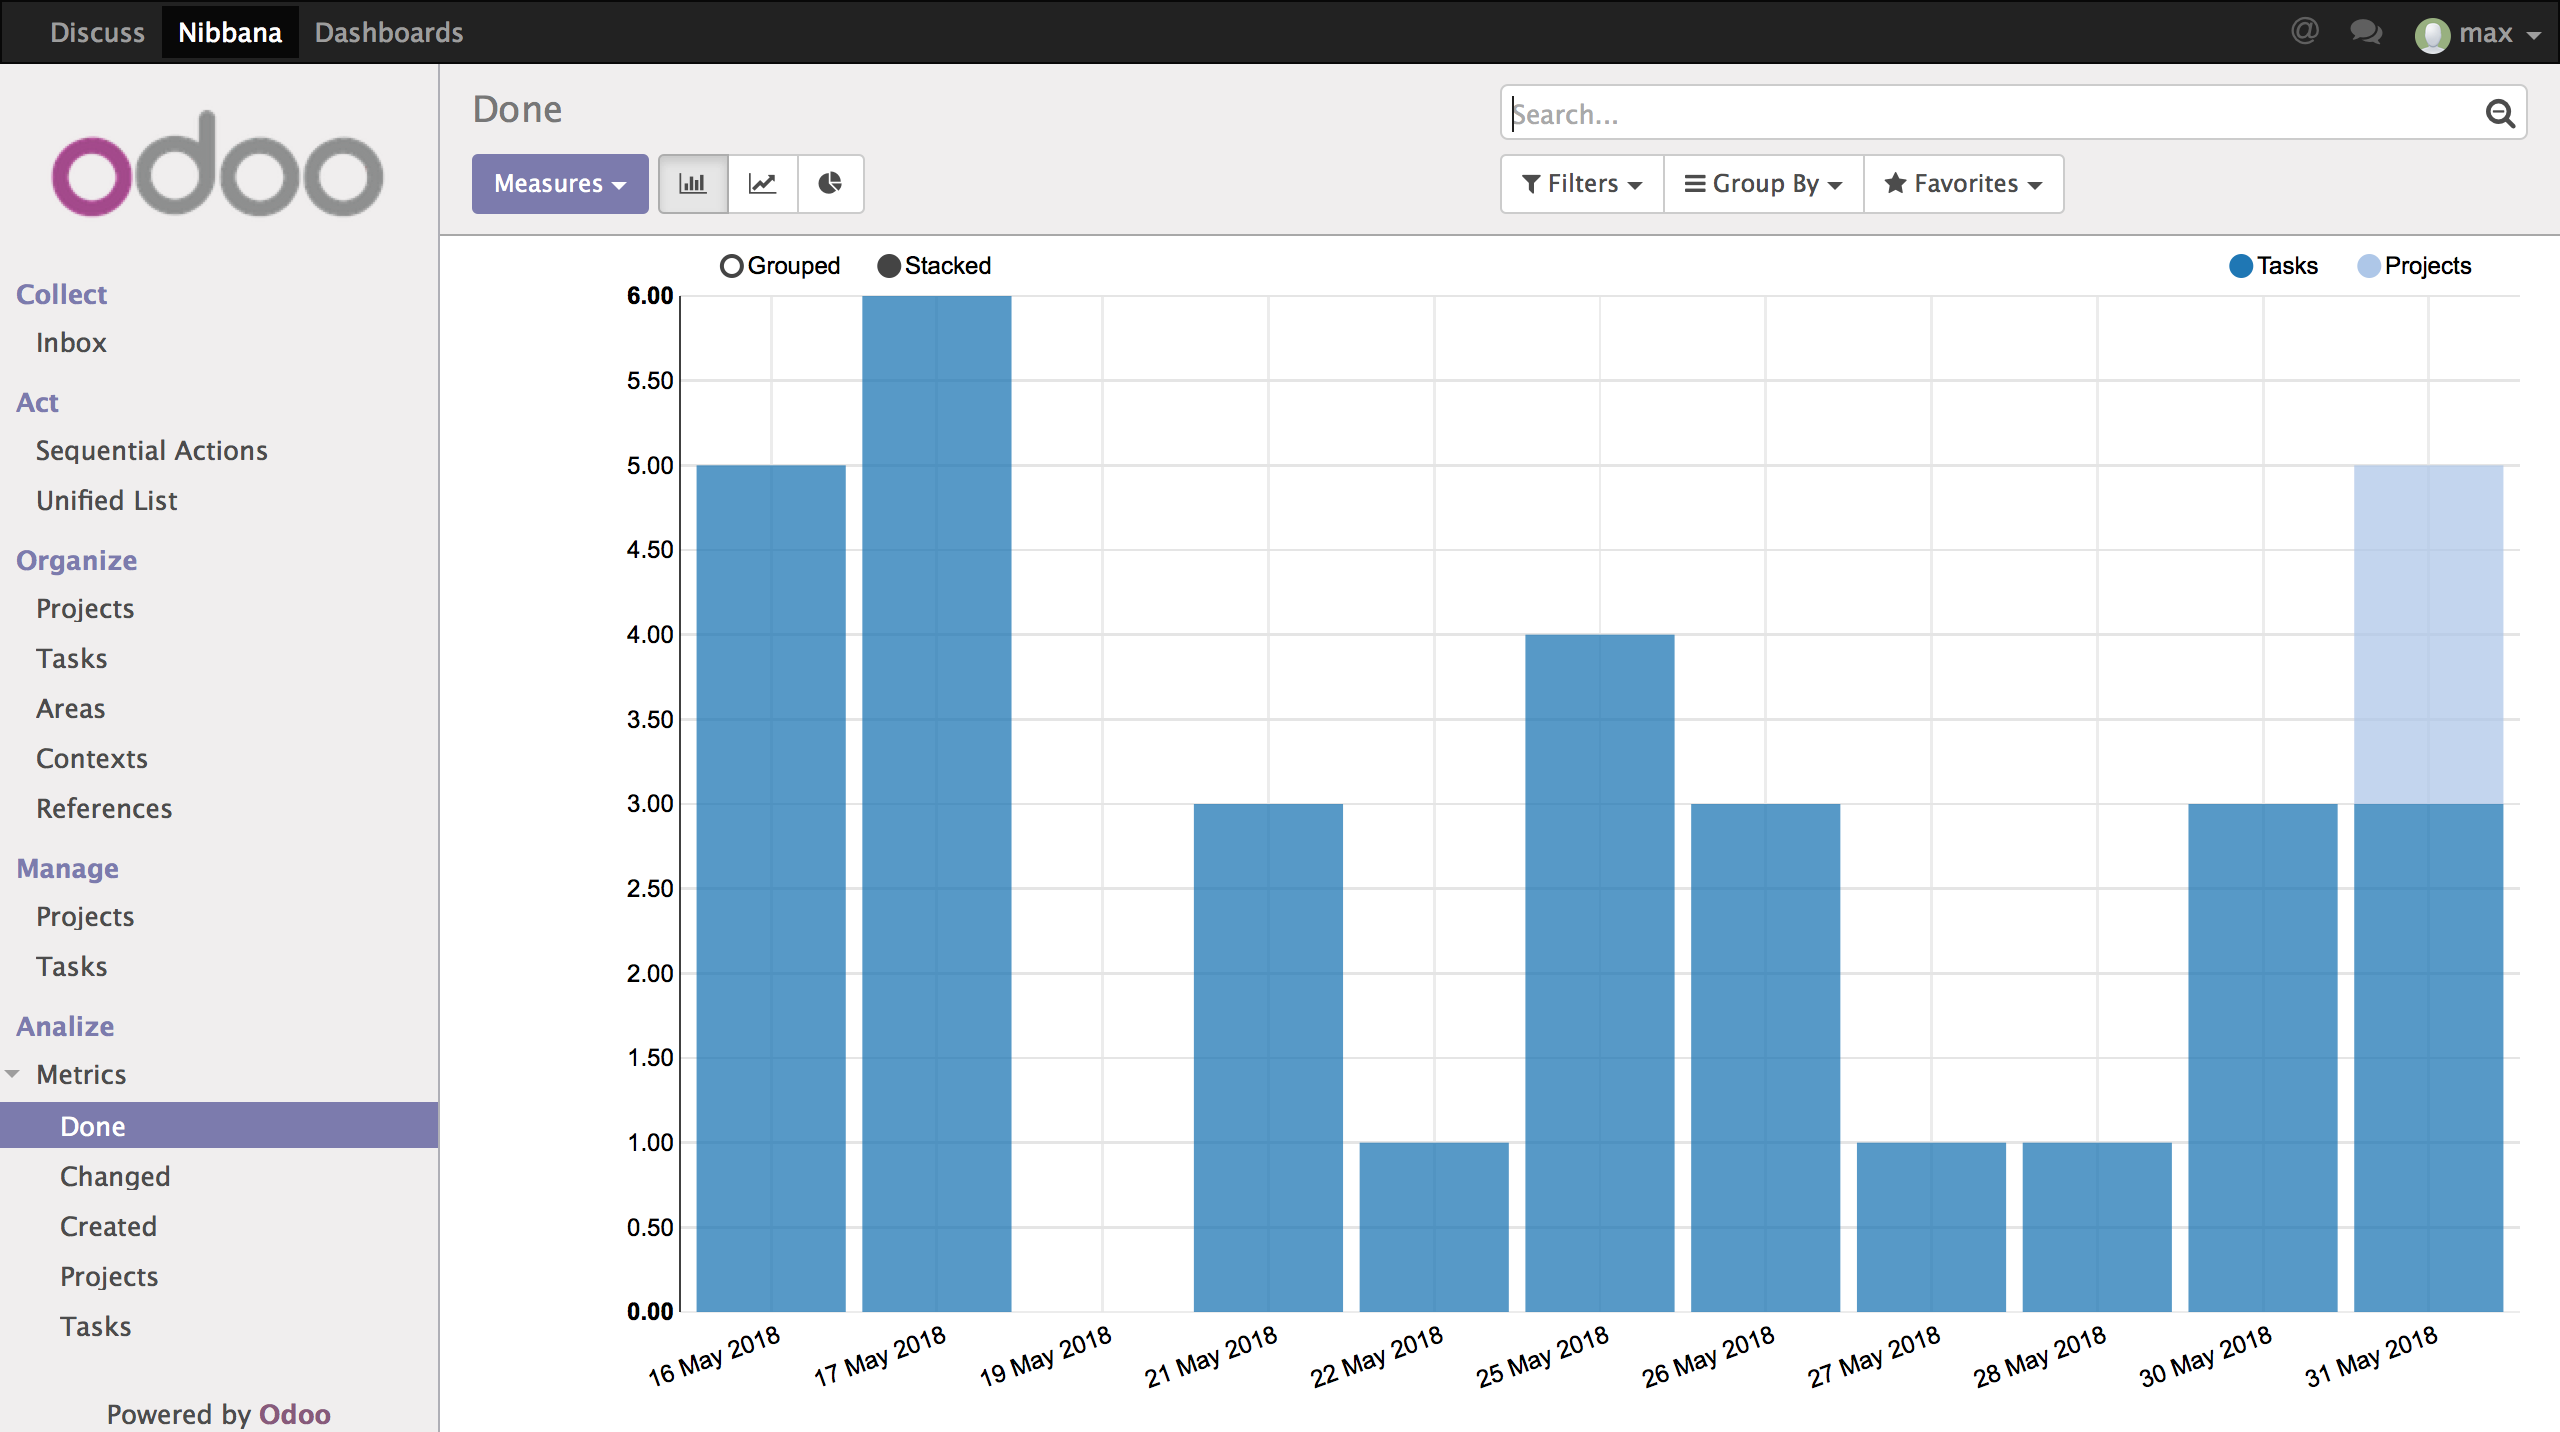 Discuss Nibbana Dashboards @ max
odoo
Collect
Inbox
Act
Sequential Actions
Unified List
Organize
Projects
Tasks
Areas
Contexts
References
Manage
Projects
Tasks
Analize
Metrics
Done
Changed
Created
Projects
Tasks
Powered by Odoo
Done
Search...
Measures
Filters Group By Favorites
Grouped Stacked Tasks Projects
6.00
5.50
5.00
4.50
4.00
3.50
3.00
2.50
2.00
1.50
1.00
0.50
0.00
16 May 2018
17 May 2018
19 May 2018
21 May 2018
22 May 2018
25 May 2018
26 May 2018
27 May 2018
28 May 2018
30 May 2018
31 May 2018